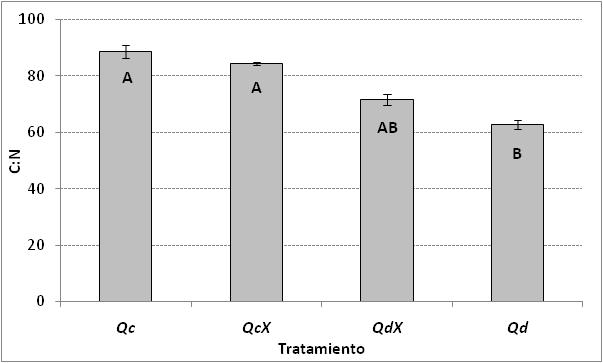 100
80
60
40
20
0
C:N
A
A
AB
B
Qc QcX QdX Qd
Tratamiento